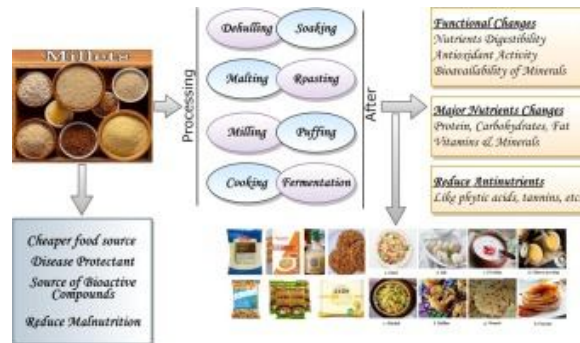 Millets
Dehulling
Soaking
Malting
Roasting
Milling
Puffing
Cooking
Fermentation
Processing
After
Functional Changes
Nutrients Digestibility
Antioxidant Activity
Bioavailability of Minerals
Major Nutrients Changes
Protein, Carbohydrates, Fat
Vitamins & Minerals
Reduce Antinutrients
Like phytic acids, tannins, etc
Cheaper food source
Disease Protectant
Source of Bioactive
Compounds
Reduce Malnutrition